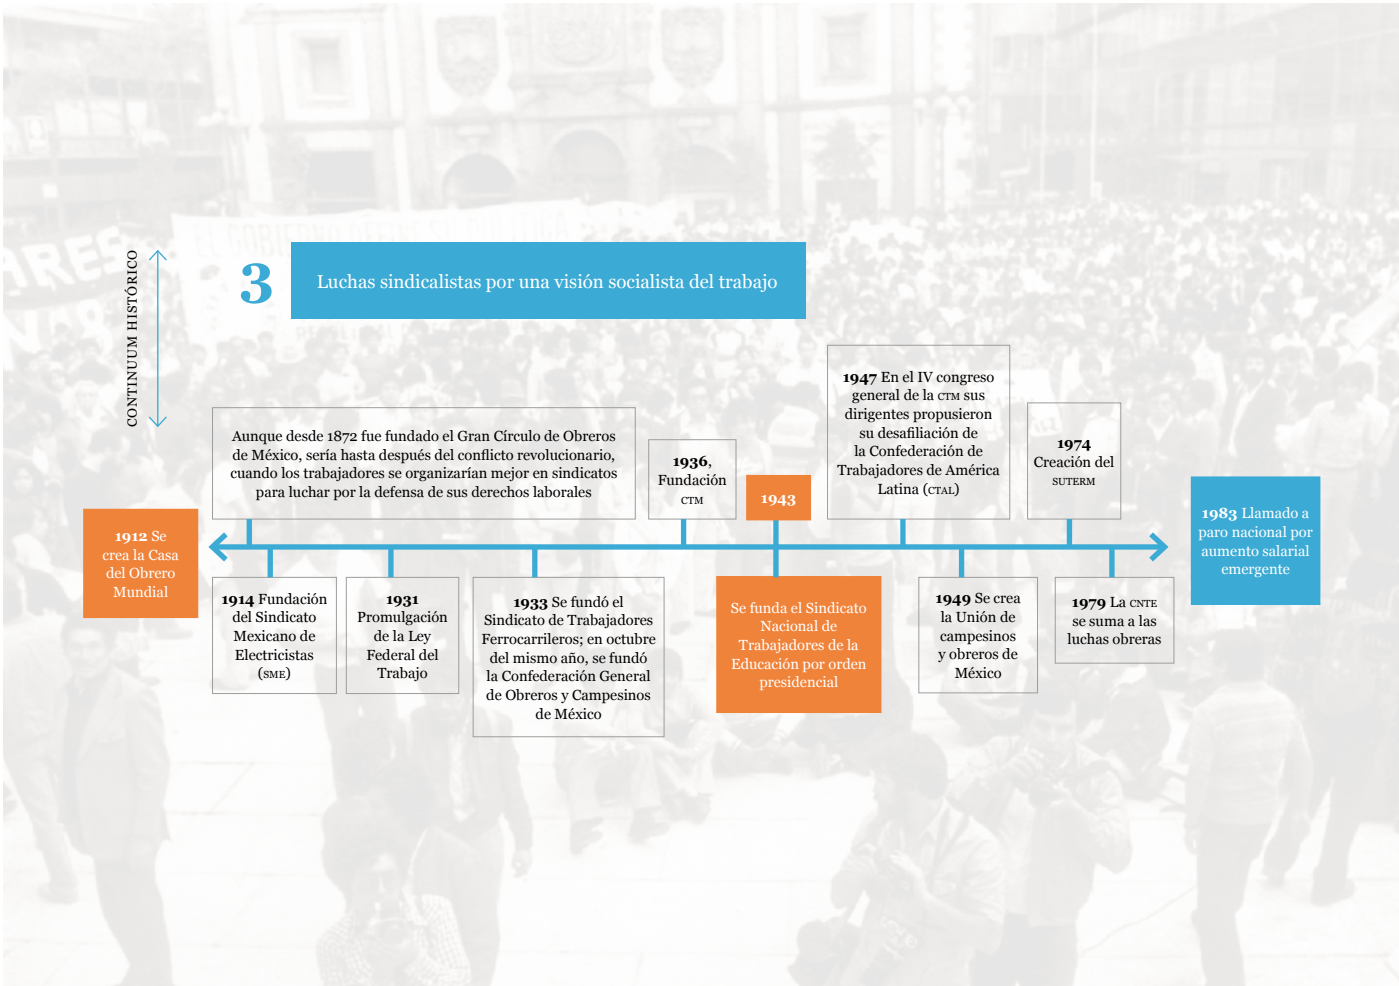 ARES
CONTINUUM HISTÓRICO
3
Luchas sindicalistas por una visión socialista del trabajo
1912 Se
crea la Casa
del Obrero
Mundial
Aunque desde 1872 fue fundado el Gran Círculo de Obreros
de México, sería hasta después del conflicto revolucionario,
cuando los trabajadores se organizarían mejor en sindicatos
para luchar por la defensa de sus derechos laborales
1914 Fundación
del Sindicato
Mexicano de
Electricistas
(SME)
1931
Promulgación
de la Ley
Federal del
Trabajo
1933 Se fundó el
Sindicato de Trabajadores
Ferrocarrileros; en octubre
del mismo año, se fundó
la Confederación General
de Obreros y Campesinos
de México
1936,
Fundación
CTM
1943
Se funda el Sindicato
Nacional de
Trabajadores de la
Educación por orden
presidencial
1947 En el IV congreso
general de la CTM sus
dirigentes propusieron
su desafiliación de
la Confederación de
Trabajadores de América
Latina (CTAL)
1949 Se crea
la Unión de
campesinos
y obreros de
México
1974
Creación del
SUTERM
1979 La CNTE
se suma a las
luchas obreras
1983 Llamado a
paro nacional por
aumento salarial
emergente